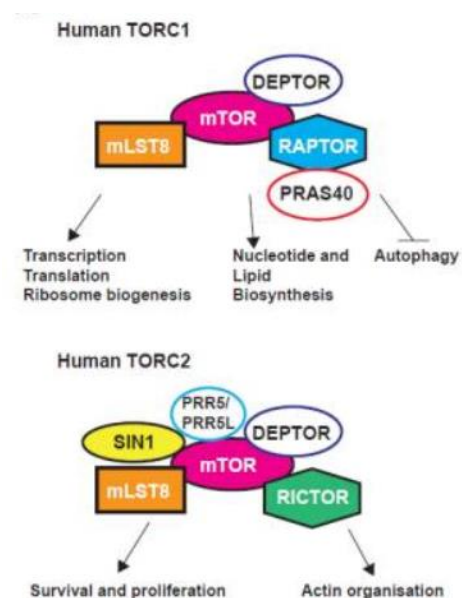 Human TORC1
DEPTOR
mTOR
mLST8
RAPTOR
PRAS40
Transcription
Translation
Ribosome biogenesis
Nucleotide and
Lipid
Biosynthesis
Autophagy
Human TORC2
PRR5/
PRR5L
SIN1
DEPTOR
mTOR
mLST8
RICTOR
Survival and proliferation
Actin organisation